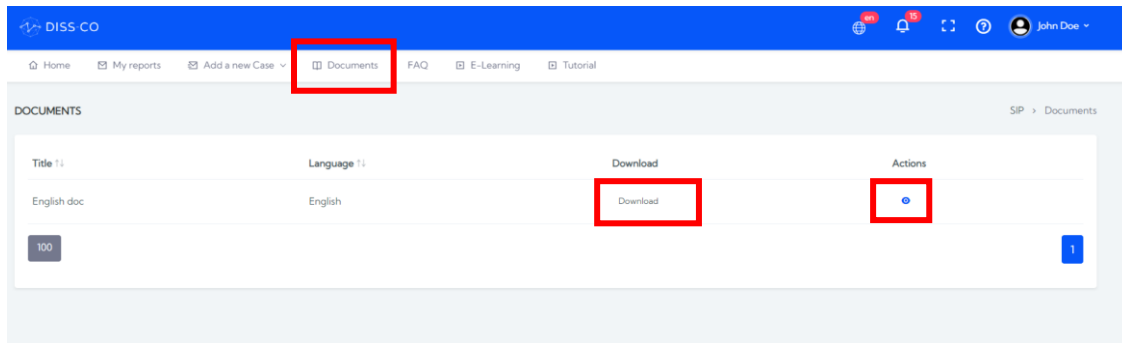 DISS-CO en 15 John Doe
Home My reports Add a new Case Documents FAQ E-Learning Tutorial
DOCUMENTS SIP > Documents
Title Language Download Actions
English doc English Download
100 1